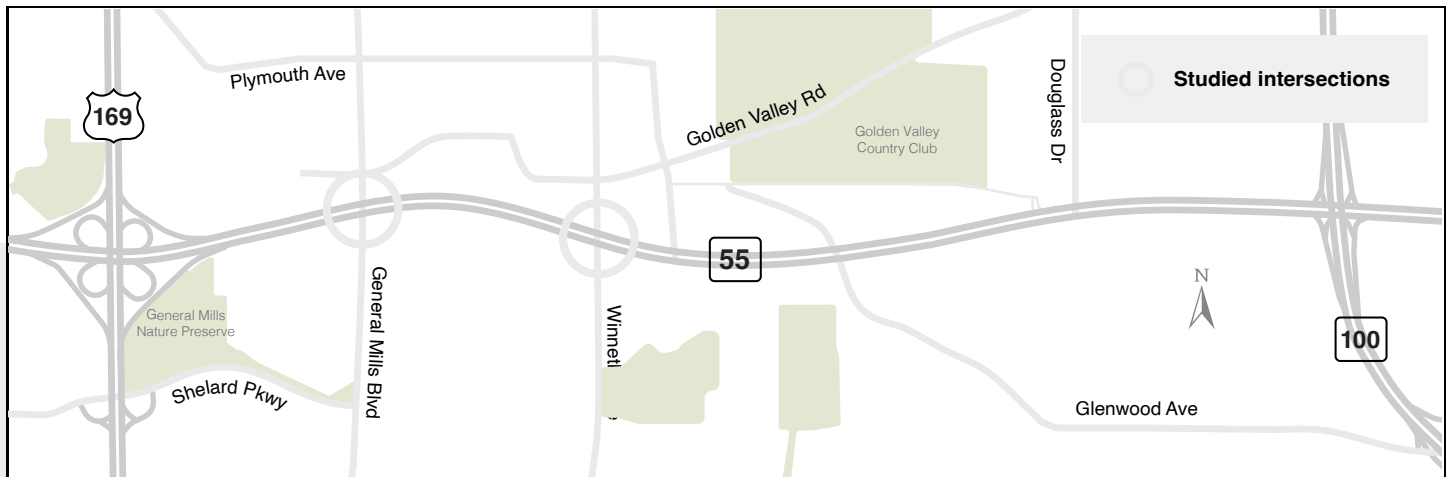 Plymouth Ave
169
Golden Valley Rd
Douglass Dr
Studied intersections
Golden Valley
Country Club
55
General Mills Blvd
General Mills
Nature Preserve
N
100
Shelard Pkwy
Glenwood Ave